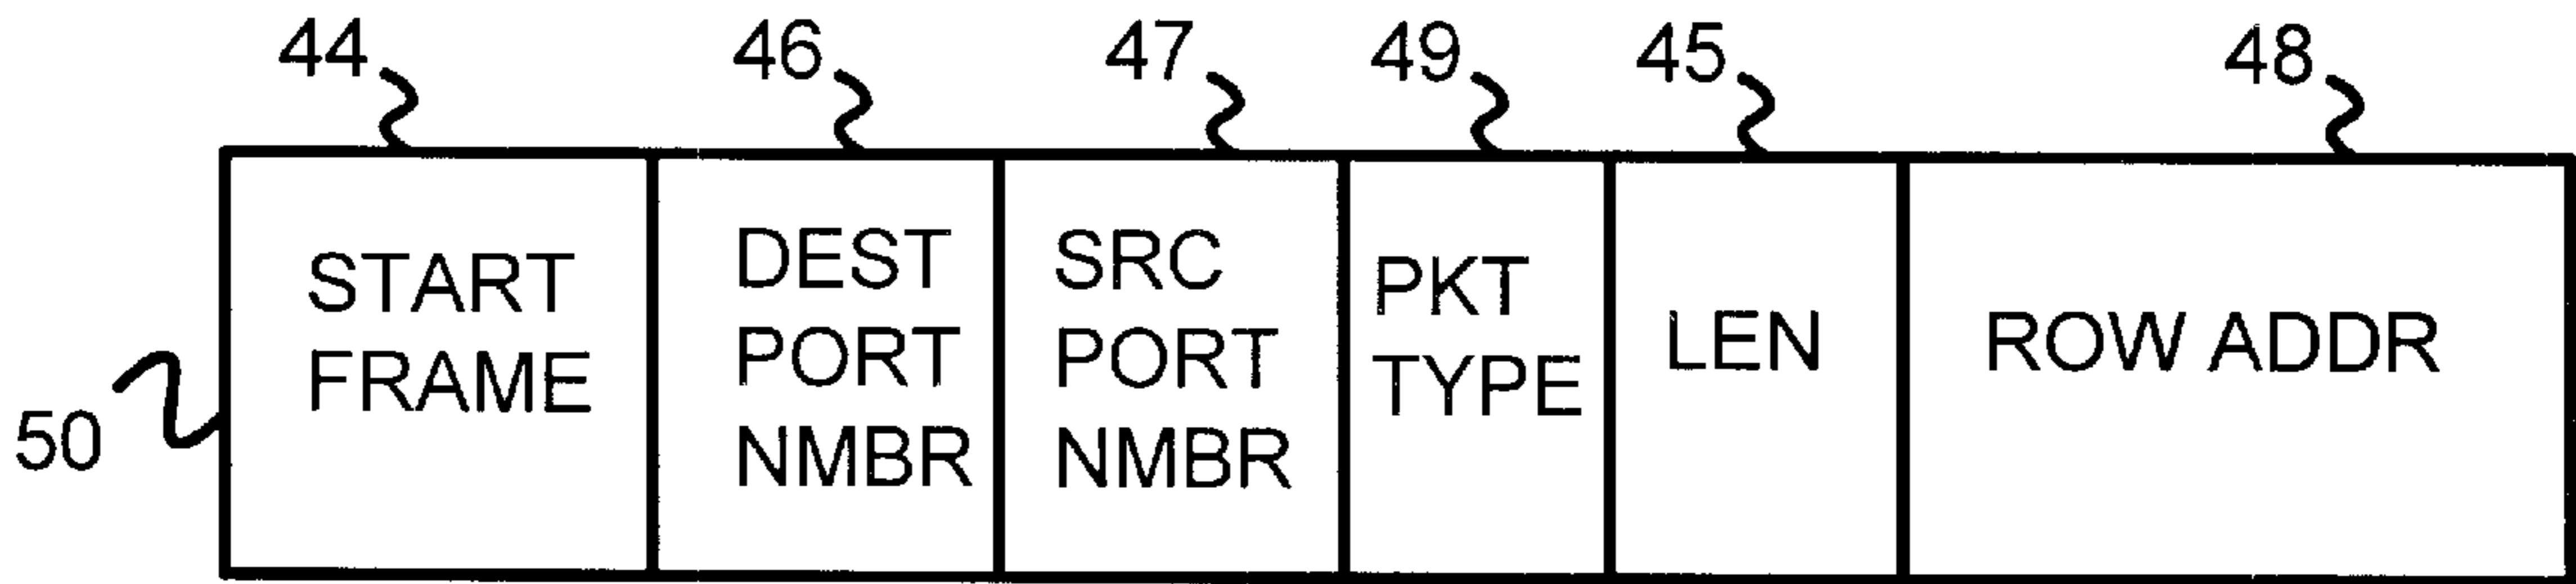 44 46 47 49 45 48
START
FRAME
DEST
PORT
NMBR
SRC
PORT
NMBR
PKT
TYPE
LEN
ROW ADDR
50